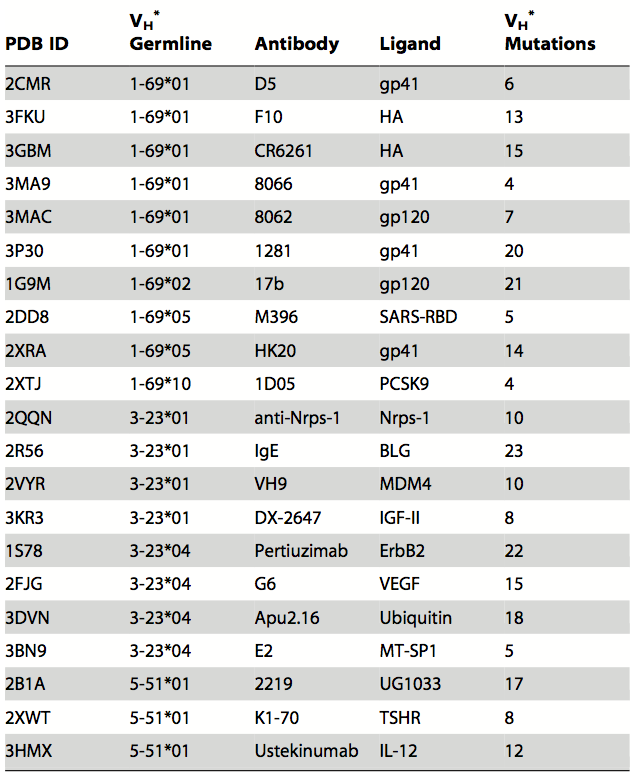 PDB ID V_H* Germline Antibody Ligand V_H* Mutations
2CMR 1-69*01 D5 gp41 6
3FKU 1-69*01 F10 HA 13
3GBM 1-69*01 CR6261 HA 15
3MA9 1-69*01 8066 gp41 4
3MAC 1-69*01 8062 gp120 7
3P30 1-69*01 1281 gp41 20
1G9M 1-69*02 17b gp120 21
2DD8 1-69*05 M396 SARS-RBD 5
2XRA 1-69*05 HK20 gp41 14
2XTJ 1-69*10 1D05 PCSK9 4
2QQN 3-23*01 anti-Nrps-1 Nrps-1 10
2R56 3-23*01 IgE BLG 23
2VYR 3-23*01 VH9 MDM4 10
3KR3 3-23*01 DX-2647 IGF-II 8
1S78 3-23*04 Pertiuzimab ErbB2 22
2FJG 3-23*04 G6 VEGF 15
3DVN 3-23*04 Apu2.16 Ubiquitin 18
3BN9 3-23*04 E2 MT-SP1 5
2B1A 5-51*01 2219 UG1033 17
2XWT 5-51*01 K1-70 TSHR 8
3HMX 5-51*01 Ustekinumab IL-12 12